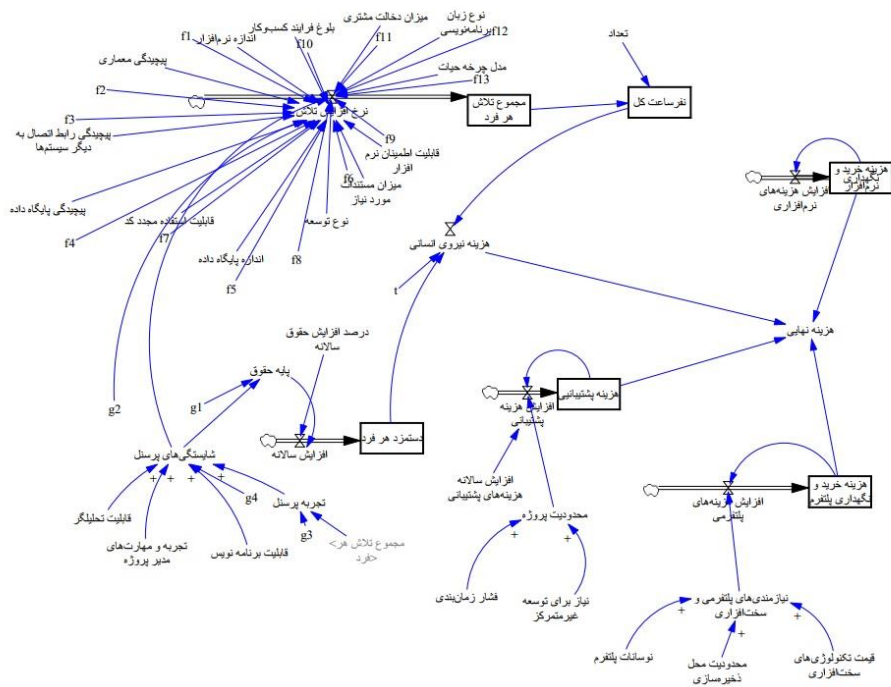 میزان دخالت مشتری
نوع زبان
برنامه‌نویسی
f12
بلوغ فرایند کسب‌وکار
f10
f11
اندازه نرم‌افزار
f1
تعداد
پیچیدگی معماری
مدل چرخه حیات
f13
f2
مجموع تلاش
هر فرد
نفرساعت کل
نرخ افزایش تلاش
f3
f9
پیچیدگی رابط اتصال به
دیگر سیستم‌ها
قابلیت اطمینان نرم
افزار
هزینه خرید و
نگهداری
نرم‌افزار
افزایش هزینه‌های
نرم‌افزاری
f6
میزان مستندات
مورد نیاز
پیچیدگی پایگاه داده
قابلیت استفاده مجدد کد
نوع توسعه
f4
f7
هزینه نیروی انسانی
اندازه پایگاه داده
f8
f5
t
هزینه نهایی
درصد افزایش حقوق
سالانه
پایه حقوق
g1
g2
هزینه پشتیبانی
افزایش هزینه
پشتیبانی
دستمزد هر فرد
افزایش سالانه
شایستگی‌های پرسنل
+ + + +
g4
افزایش سالانه
هزینه‌های پشتیبانی
هزینه خرید و
نگهداری پلتفرم
افزایش هزینه‌های
پلتفرمی
تجربه پرسنل
g3
قابلیت تحلیلگر
محدودیت پروژه
+ +
تجربه و مهارت‌های
مدیر پروژه
قابلیت برنامه نویس
<مجموع تلاش هر
فرد>
فشار زمان‌بندی
نیاز برای توسعه
غیرمتمرکز
نیازمندی‌های پلتفرمی و
سخت‌افزاری
+ + +
نوسانات پلتفرم
محدودیت محل
ذخیره‌سازی
قیمت تکنولوژی‌های
سخت‌افزاری